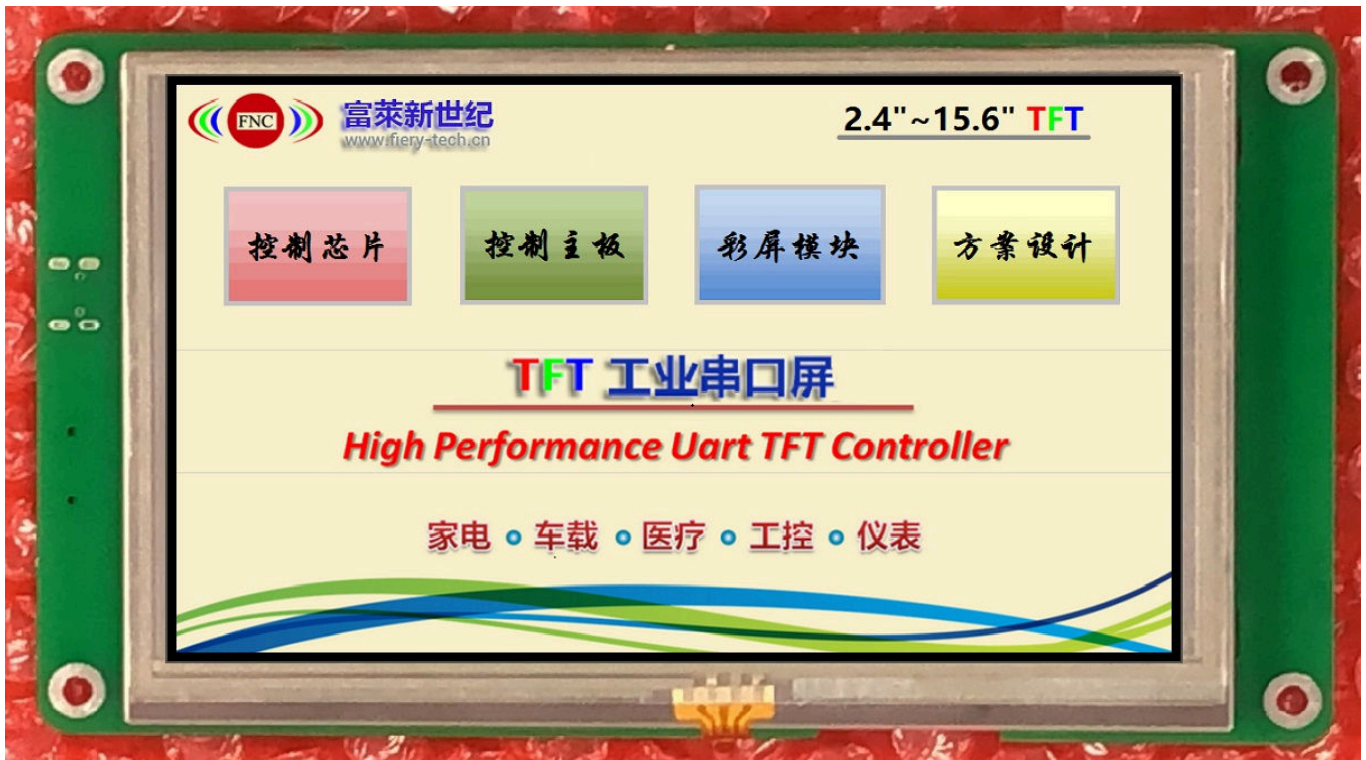 FNC 富莱新世纪
www.fiery-tech.cn
2.4"~15.6" TFT
控制芯片 控制主板 彩屏模块 方案设计
TFT 工业串口屏
High Performance Uart TFT Controller
家电 车载 医疗 工控 仪表